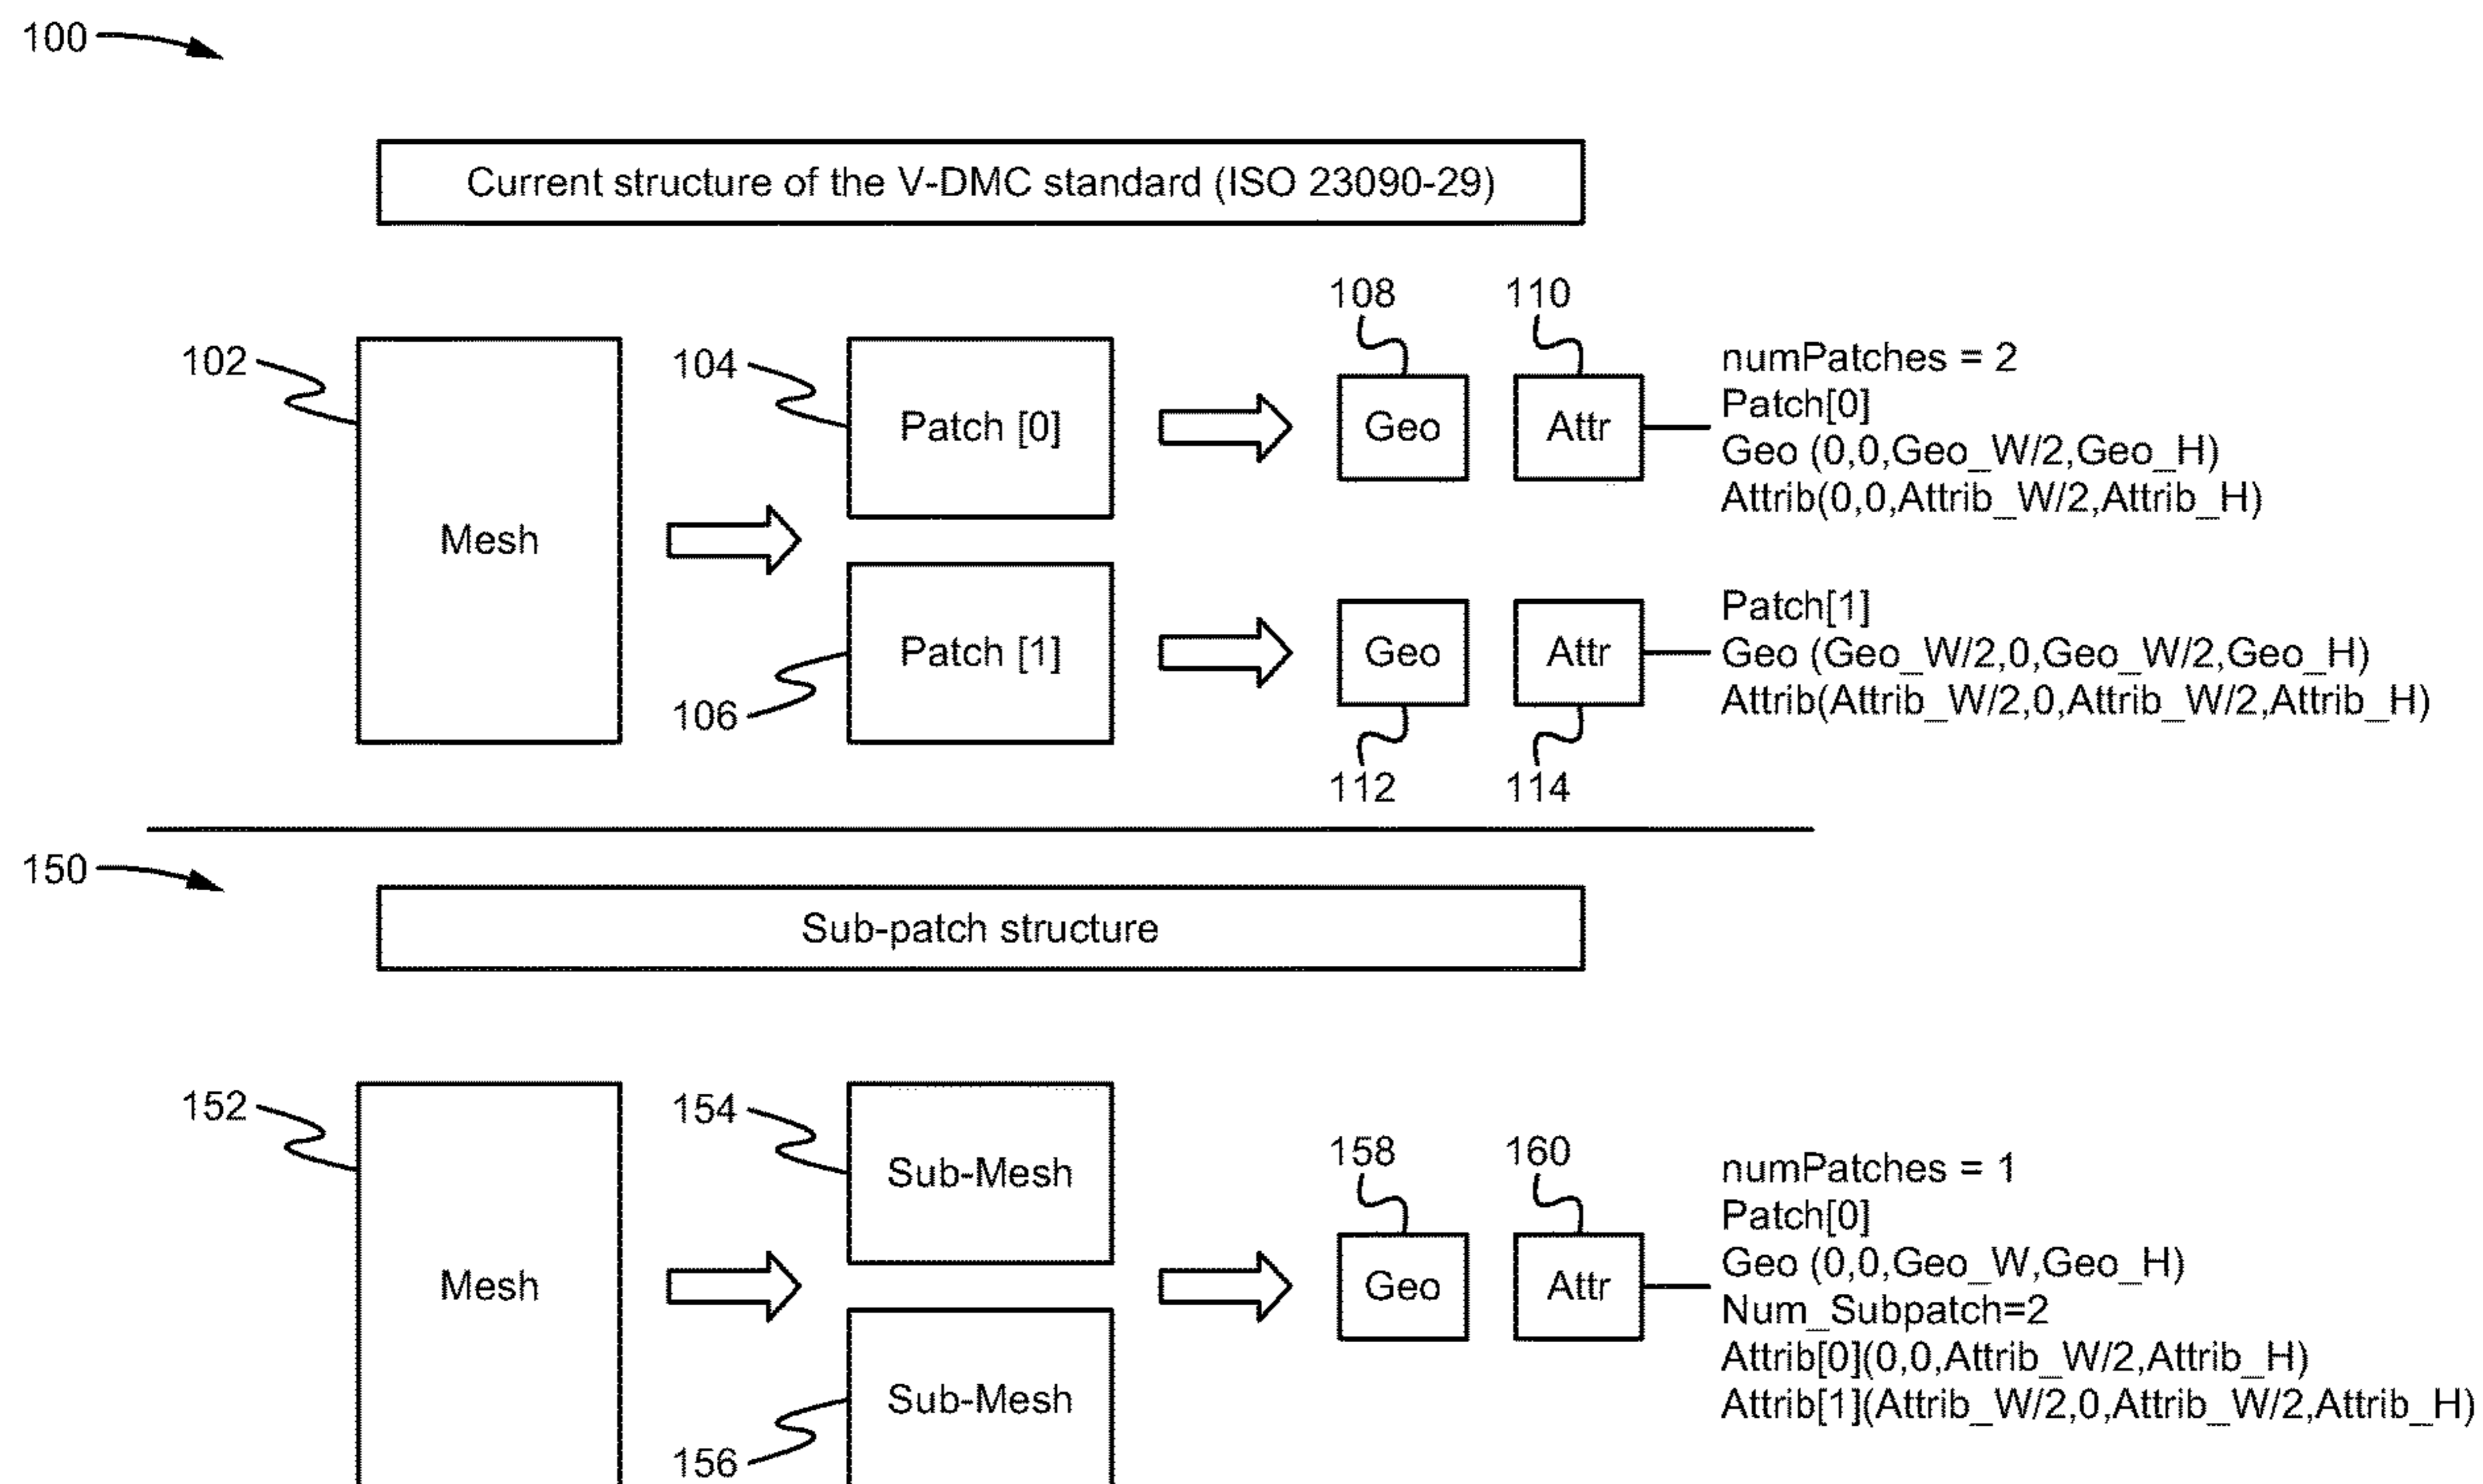 100
Current structure of the V-DMC standard (ISO 23090-29)
108
110
102
104
Mesh
Patch [0]
Geo
Attr
numPatches = 2
Patch[0]
Geo (0,0,Geo_W/2,Geo_H)
Attrib(0,0,Attrib_W/2,Attrib_H)
Patch [1]
106
Geo
Attr
112
114
Patch[1]
Geo (Geo_W/2,0,Geo_W/2,Geo_H)
Attrib(Attrib_W/2,0,Attrib_W/2,Attrib_H)
150
Sub-patch structure
152
154
Mesh
Sub-Mesh
Sub-Mesh
156
158
160
Geo
Attr
numPatches = 1
Patch[0]
Geo (0,0,Geo_W,Geo_H)
Num_Subpatch=2
Attrib[0](0,0,Attrib_W/2,Attrib_H)
Attrib[1](Attrib_W/2,0,Attrib_W/2,Attrib_H)